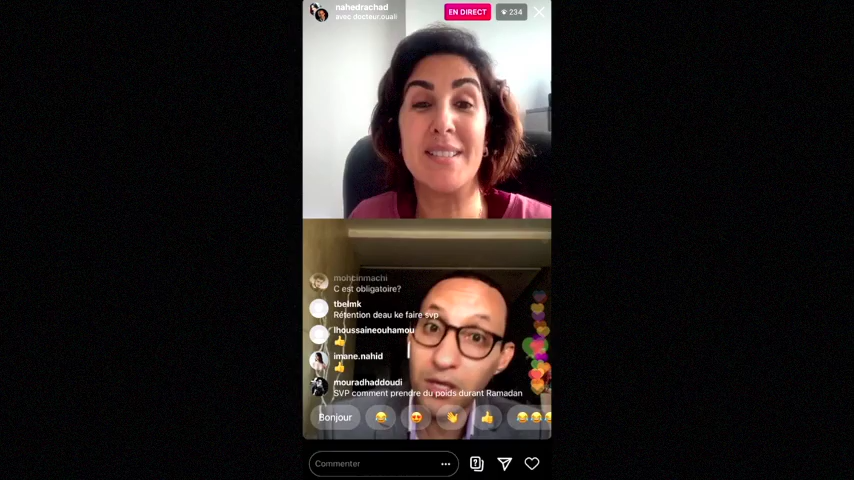 nahedrachad
avec docteur.ouali
EN DIRECT
234
mohcinmachi
C est obligatoire?
tbelmk
Rétention deau ke faire svp
lhoussaineouhamou
imane.nahid
mouradhaddoudi
SVP comment prendre du poids durant Ramadan
Bonjour
Commenter